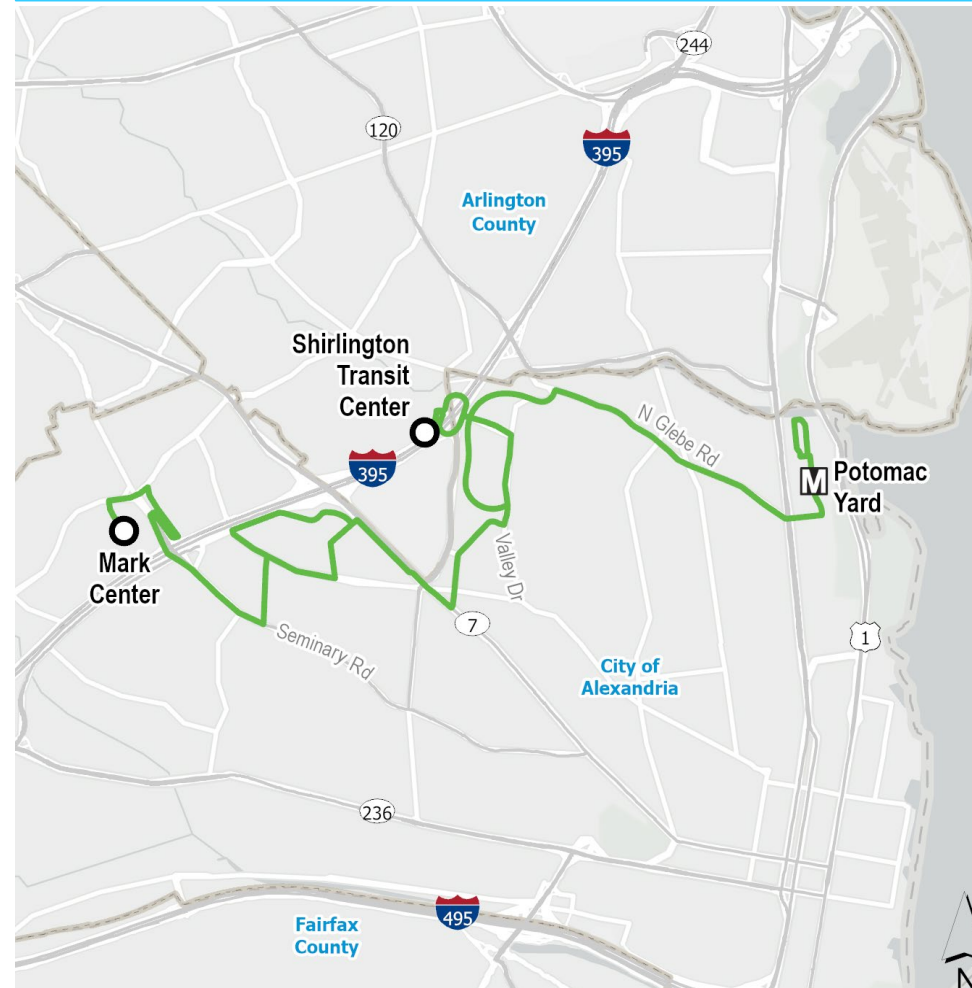 244
120
395
Arlington
County
Shirlington
Transit
Center
N Glebe Rd
395
M
Potomac
Yard
Mark
Center
Valley Dr
7
Seminary Rd
1
City of
Alexandria
236
495
Fairfax
County
N